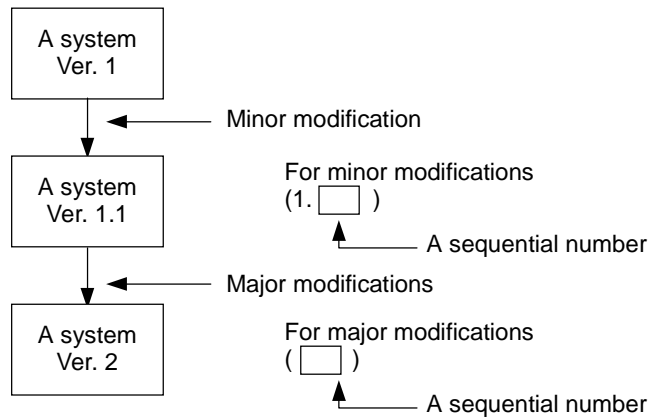 A system
Ver. 1
Minor modification
A system
Ver. 1.1
For minor modifications
(1. )
A sequential number
Major modifications
A system
Ver. 2
For major modifications
( )
A sequential number